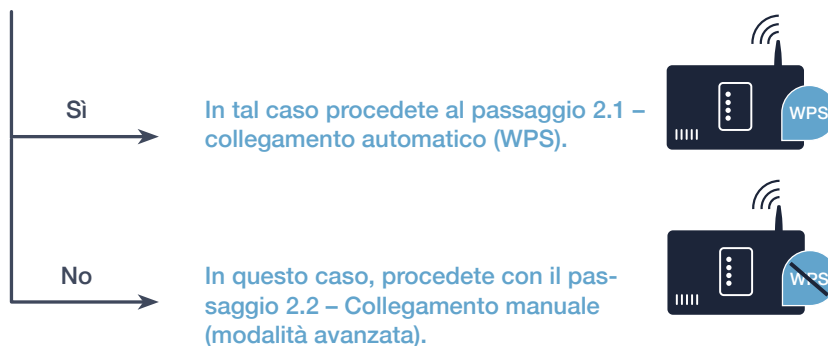 Sì
In tal caso procedete al passaggio 2.1 –
collegamento automatico (WPS).
WPS
No
In questo caso, procedete con il pas-
saggio 2.2 – Collegamento manuale
(modalità avanzata).
WPS